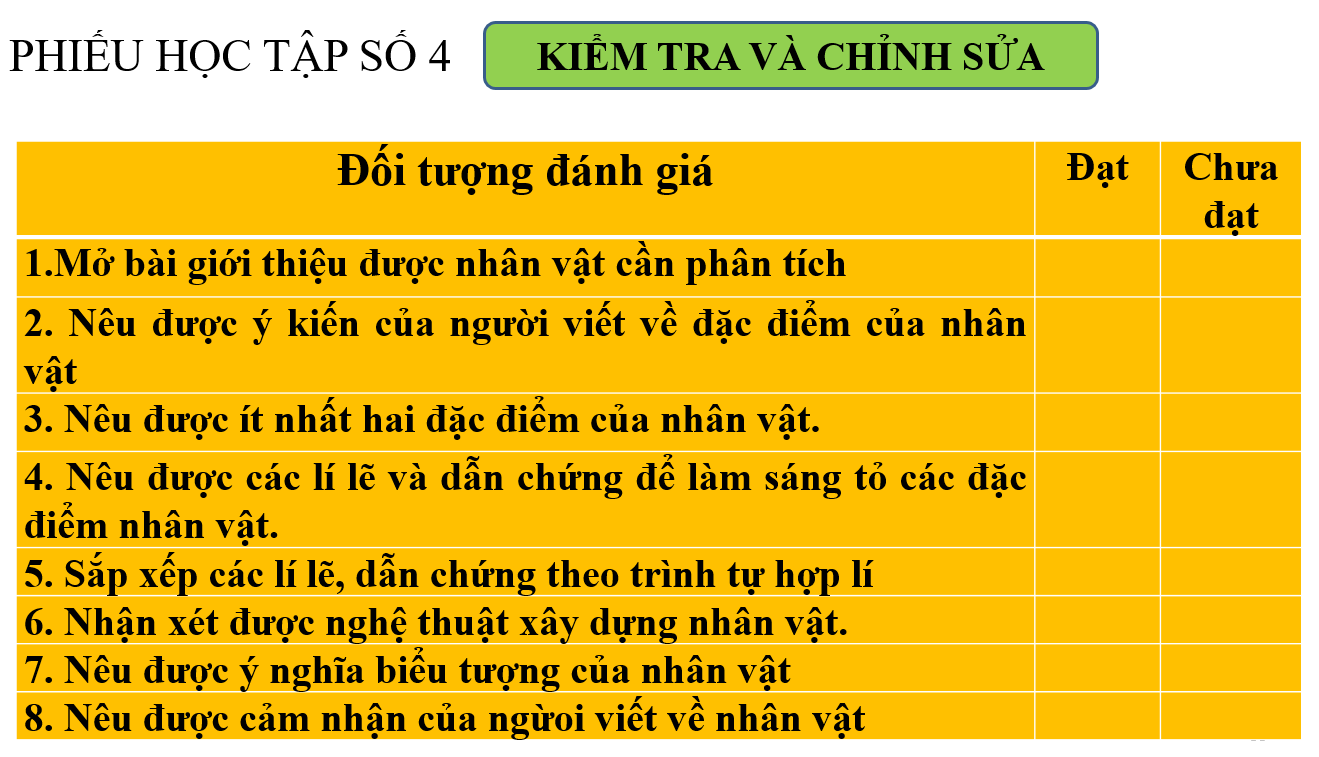 PHIẾU HỌC TẬP SỐ 4
KIỂM TRA VÀ CHỈNH SỬA
Đối tượng đánh giá
Đạt
Chưa
đạt
1.Mở bài giới thiệu được nhân vật cần phân tích
2. Nêu được ý kiến của người viết về đặc điểm của nhân
vật
3. Nêu được ít nhất hai đặc điểm của nhân vật.
4. Nêu được các lí lẽ và dẫn chứng để làm sáng tỏ các đặc
điểm nhân vật.
5. Sắp xếp các lí lẽ, dẫn chứng theo trình tự hợp lí
6. Nhận xét được nghệ thuật xây dựng nhân vật.
7. Nêu được ý nghĩa biểu tượng của nhân vật
8. Nêu được cảm nhận của ngừoi viết về nhân vật